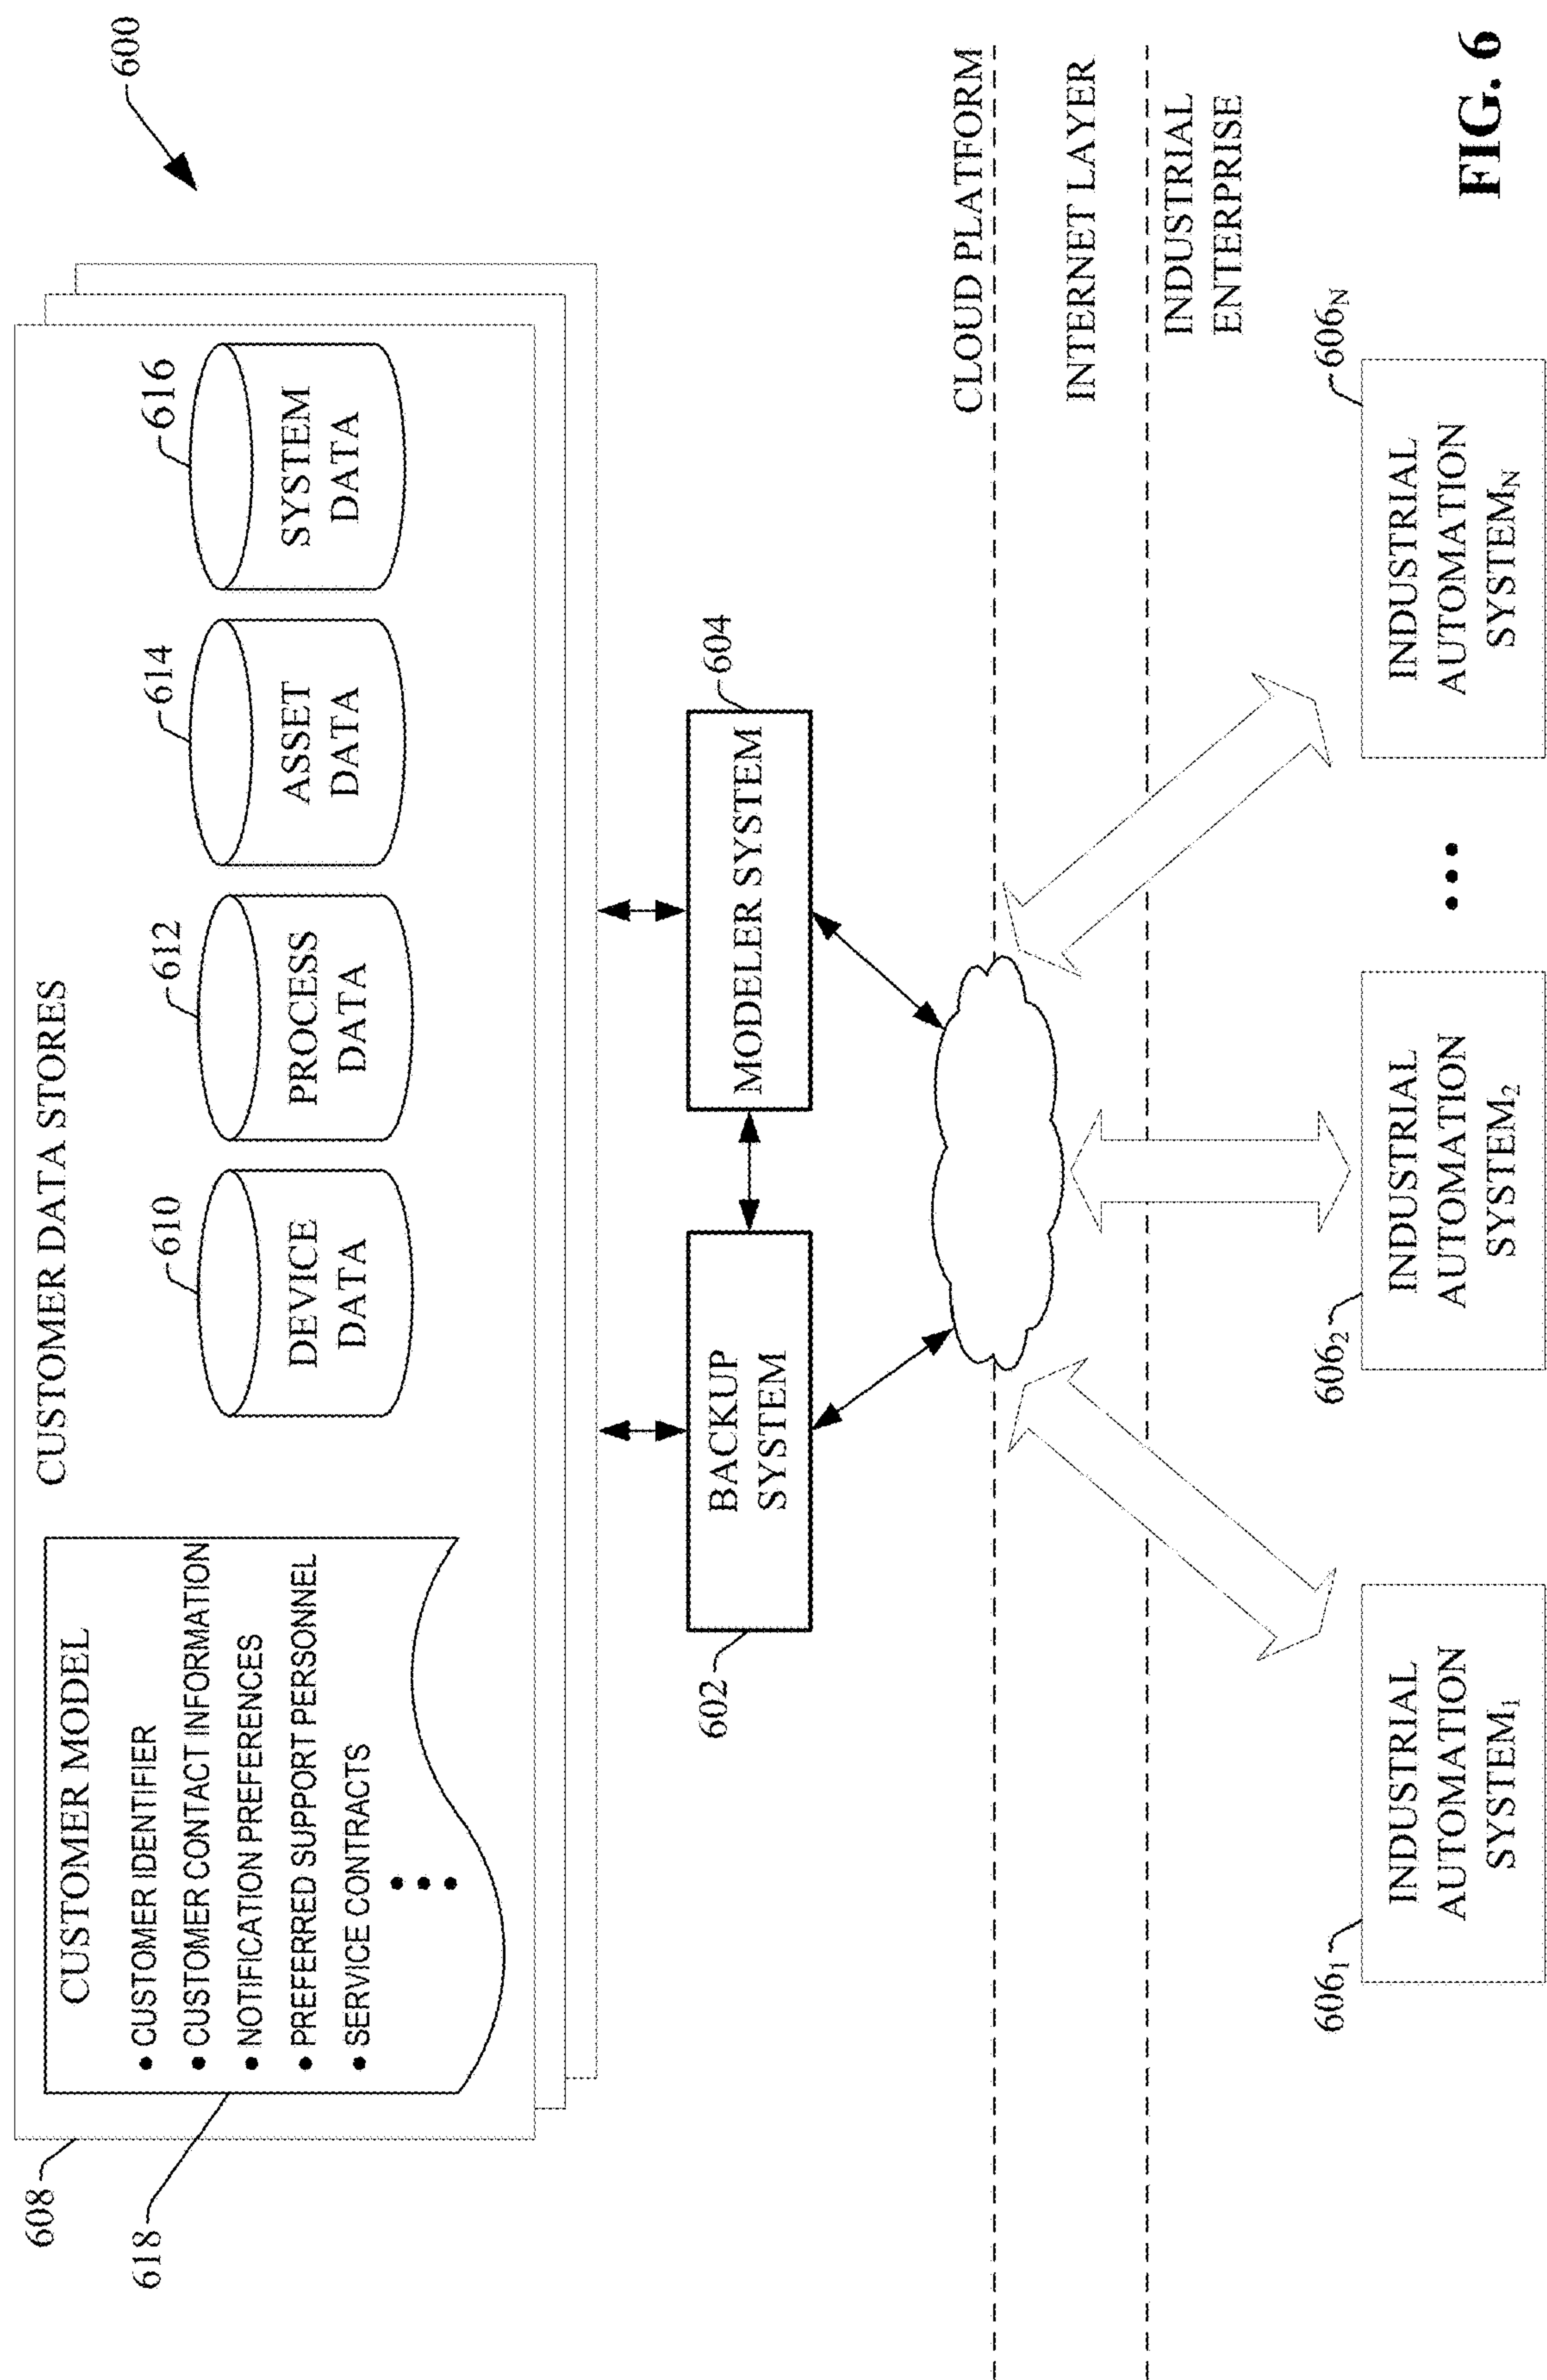 600
CUSTOMER DATA STORES
608
618
CUSTOMER MODEL
• CUSTOMER IDENTIFIER
• CUSTOMER CONTACT INFORMATION
• NOTIFICATION PREFERENCES
• PREFERRED SUPPORT PERSONNEL
• SERVICE CONTRACTS
610
DEVICE
DATA
612
PROCESS
DATA
614
ASSET
DATA
616
SYSTEM
DATA
602
BACKUP
SYSTEM
MODELER SYSTEM
604
CLOUD PLATFORM
INTERNET LAYER
INDUSTRIAL
ENTERPRISE
606₁
INDUSTRIAL
AUTOMATION
SYSTEM₁
606₂
INDUSTRIAL
AUTOMATION
SYSTEM₂
•••
606N
INDUSTRIAL
AUTOMATION
SYSTEMN
FIG. 6